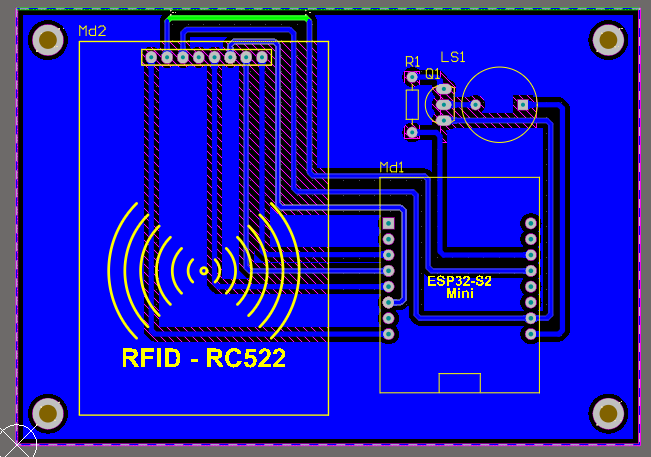 Md2
LS1
R1
Q1
Md1
ESP32-S2
Mini
RFID - RC522